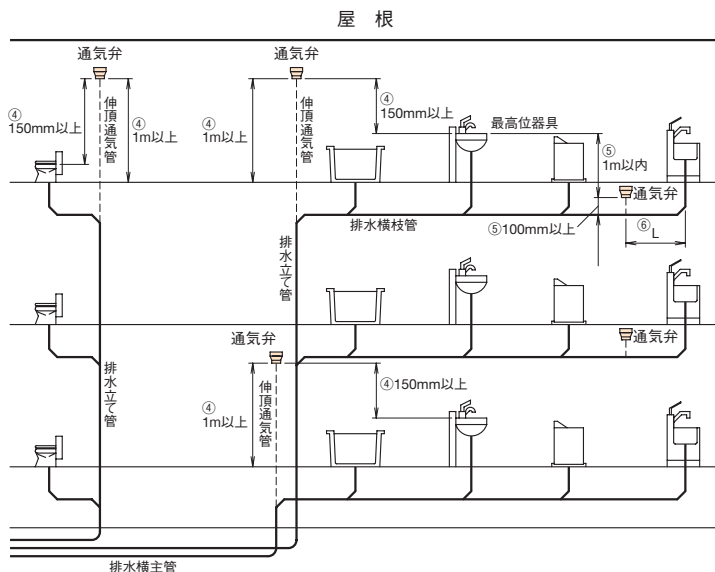 屋 根
通気弁
通気弁
④
150mm以上
④
1m以上
伸頂通気管
④
1m以上
伸頂通気管
④
150mm以上
最高位器具
⑤
1m以内
通気弁
⑤100mm以上
⑥L
排水横枝管
排水立て管
通気弁
通気弁
排水立て管
④
1m以上
伸頂通気管
④150mm以上
排水横主管